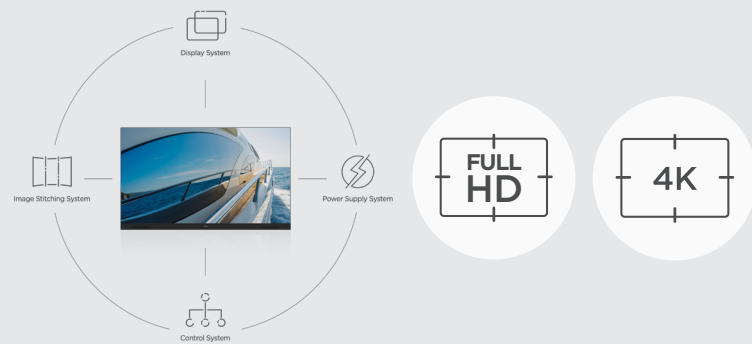 Display System
Image Stitching System
Power Supply System
Control System
FULL
HD
4K